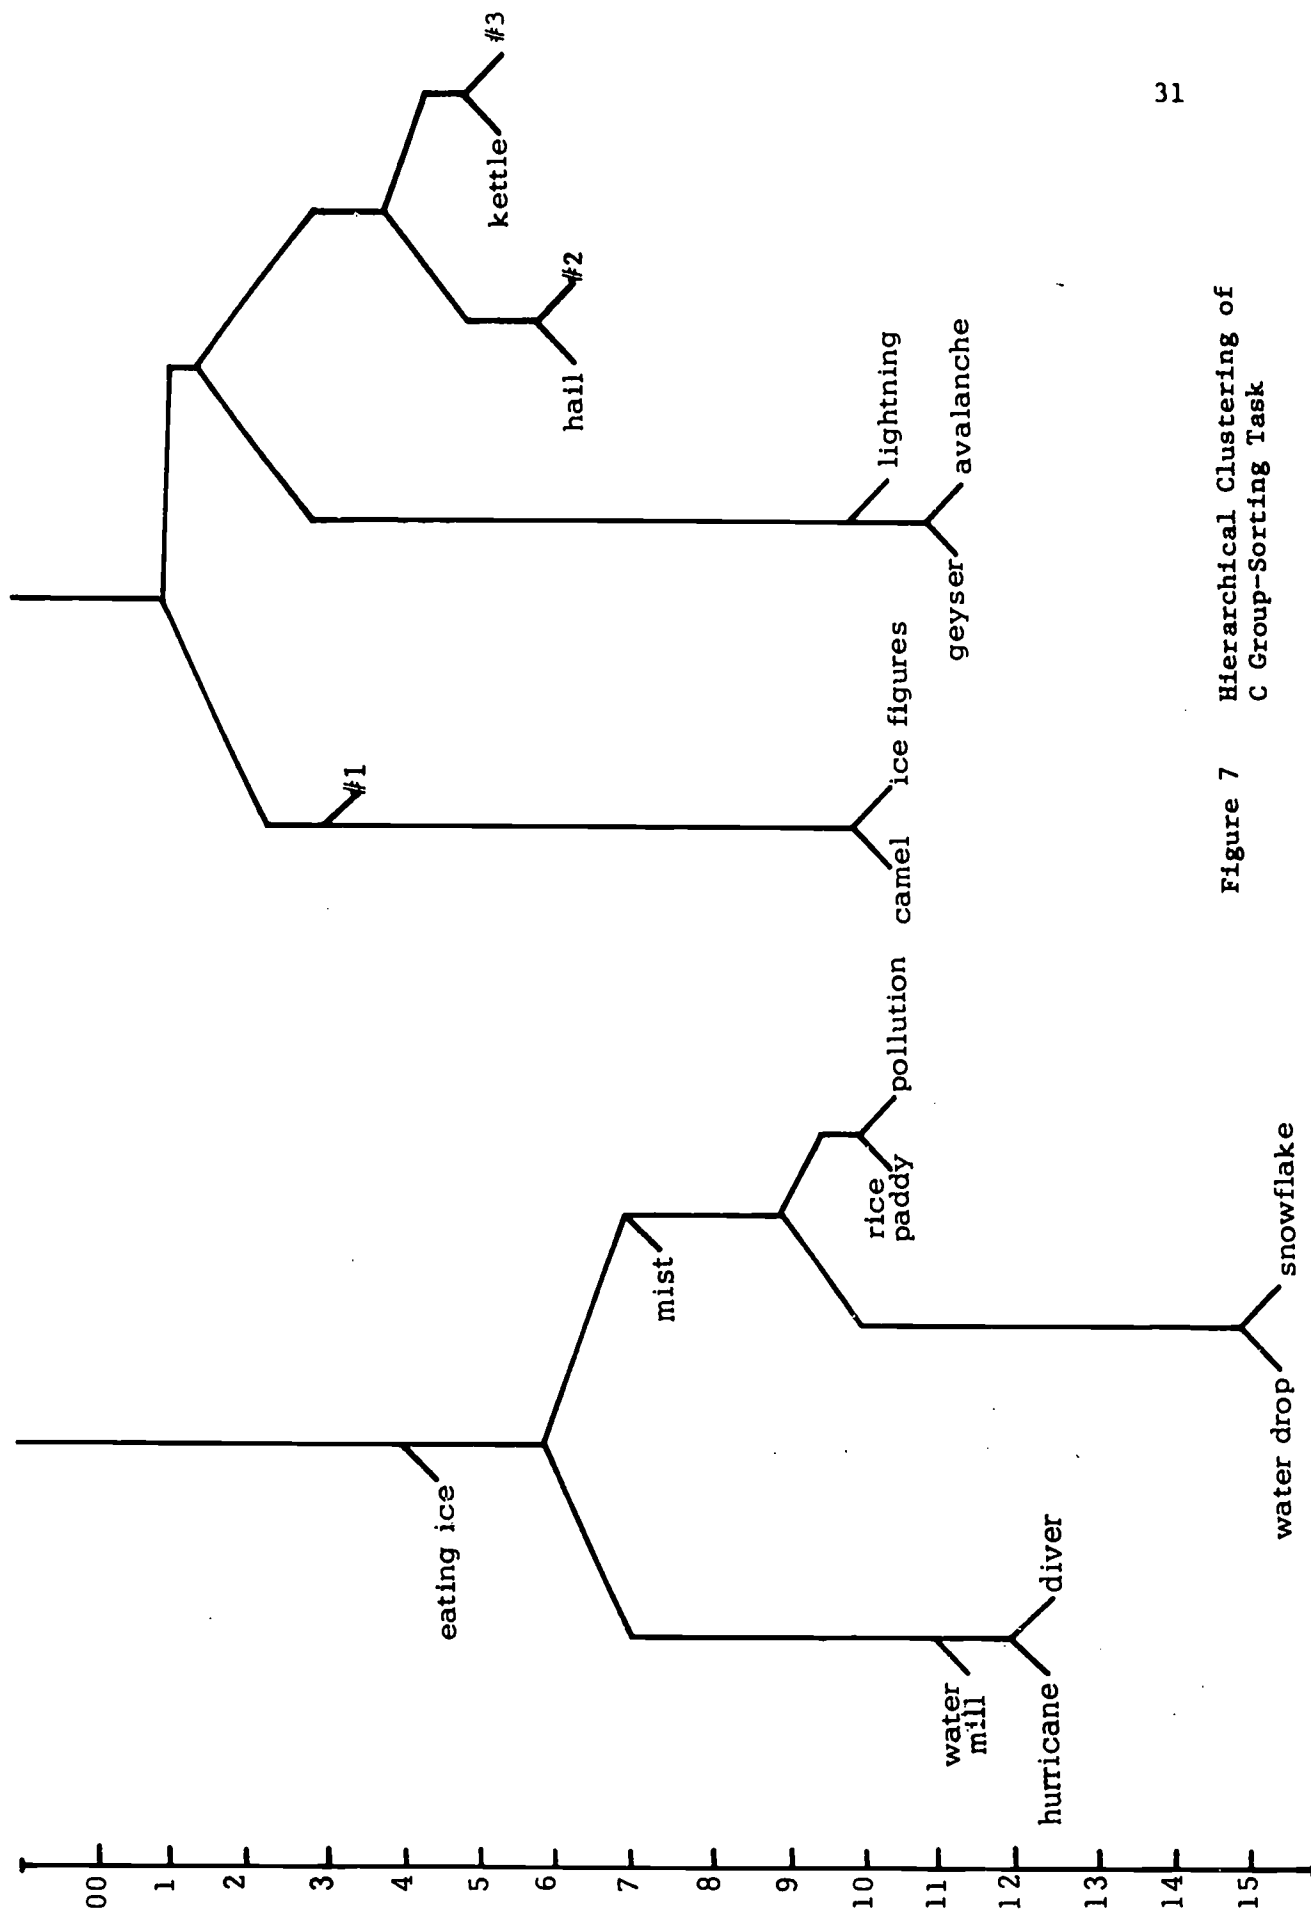 31
00
1
2
3
4
5
6
7
8
9
10
11
12
13
14
15
eating ice
water
mill
hurricane
diver
mist
rice
paddy
pollution
water drop
snowflake
#1
camel
ice figures
geyser
lightning
avalanche
hail
#2
kettle
#3
Figure 7 Hierarchical Clustering of
C Group-Sorting Task